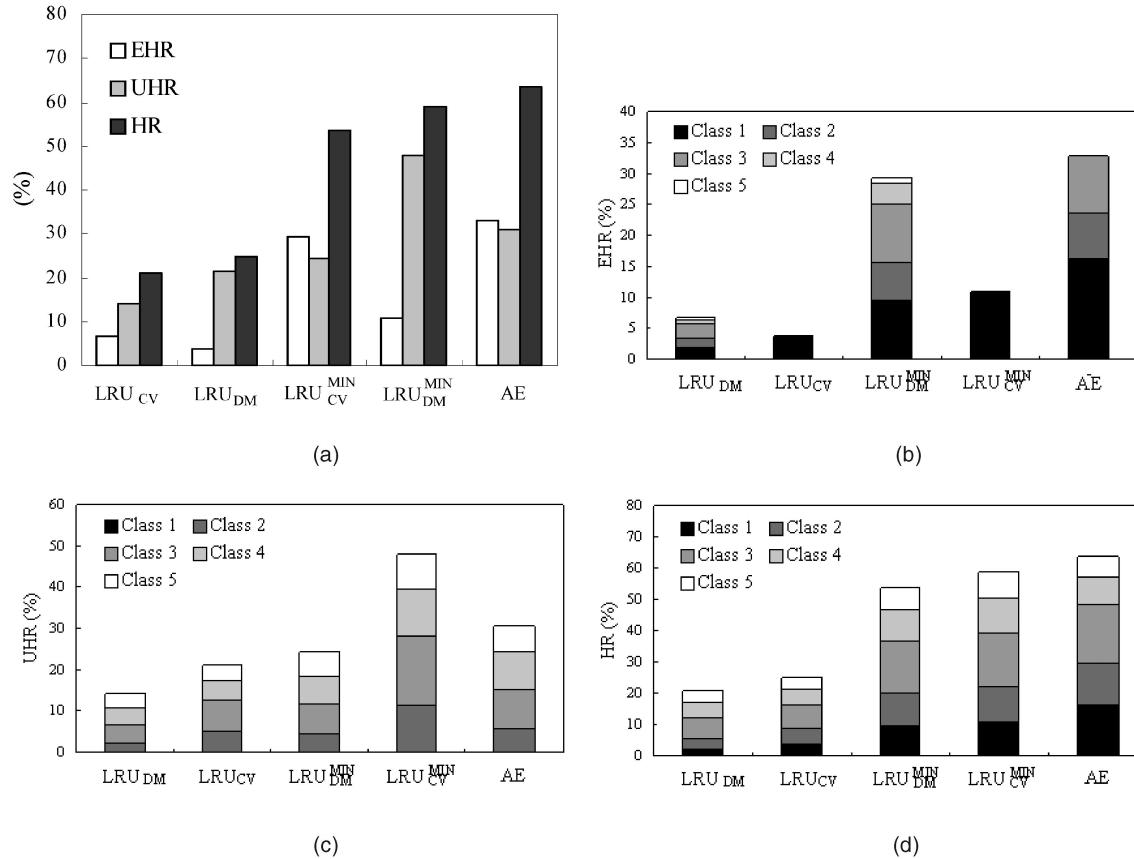 80
70
60
50
40
30
20
10
0
(%)
EHR
UHR
HR
LRU CV LRU DM LRU MIN CV LRU MIN DM AE
(a)
40
35
30
25
20
15
10
5
0
EHR (%)
Class 1 Class 2
Class 3 Class 4
Class 5
LRU DM LRU CV LRU MIN DM LRU MIN CV AE
(b)
60
50
40
30
20
10
0
UHR (%)
Class 1 Class 2
Class 3 Class 4
Class 5
LRU DM LRU CV LRU MIN DM LRU MIN CV AE
(c)
80
70
60
50
40
30
20
10
0
HR (%)
Class 1 Class 2
Class 3 Class 4
Class 5
LRU DM LRU CV LRU MIN DM LRU MIN CV AE
(d)